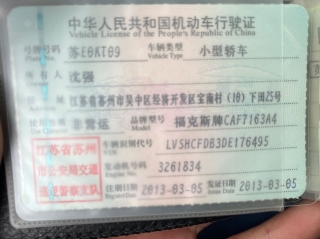 中华人民共和国机动车行驶证
Vehicle License of the People's Republic of China
号牌号码 苏E0KT09 车辆类型 小型轿车
Plate No. Vehicle Type
所有人 沈强
住址 江苏省苏州市吴中区经济开发区宝南村（10）下田25号
使用性质 非营运 品牌型号 福克斯牌CAF7163A4
Use Character Model
江苏省苏州 车辆识别代号 LVSHCFDB3DE176495
VIN
市公安局交通 发动机号码 3261834
Engine No.
巡逻警察支队 注册日期 2013-03-05 发证日期 2013-03-05
Register Date Issue Date